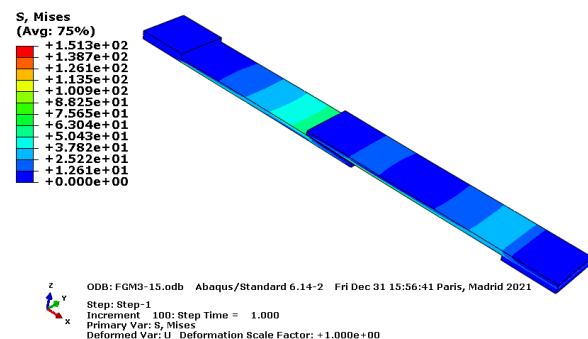 S, Mises
(Avg: 75%)
+1.513e+02
+1.387e+02
+1.261e+02
+1.135e+02
+1.009e+02
+8.825e+01
+7.565e+01
+6.304e+01
+5.043e+01
+3.782e+01
+2.522e+01
+1.261e+01
+0.000e+00
Z
Y
X
ODB: FGM3-15.odb Abaqus/Standard 6.14-2 Fri Dec 31 15:56:41 Paris, Madrid 2021
Step: Step-1
Increment 100: Step Time = 1.000
Primary Var: S, Mises
Deformed Var: U Deformation Scale Factor: +1.000e+00